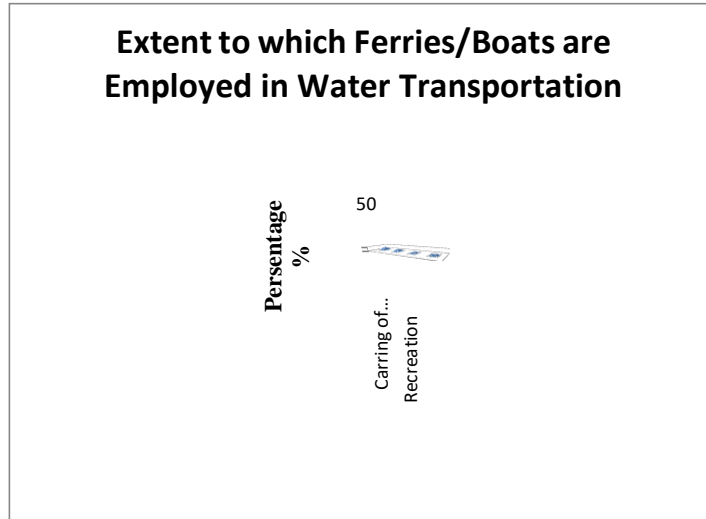 Extent to which Ferries/Boats are
Employed in Water Transportation
Persentage
%
50
Carring of...
Recreation